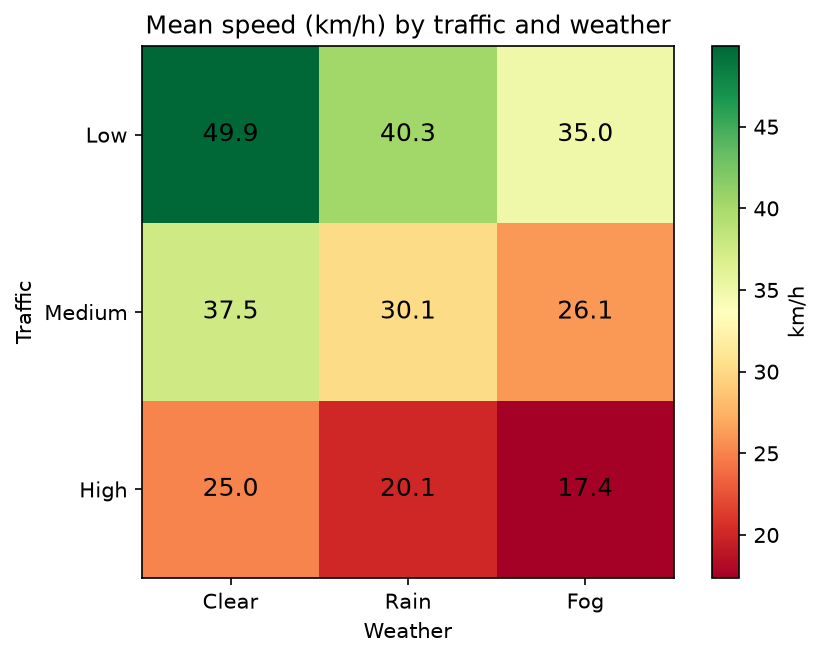 Mean speed (km/h) by traffic and weather
Low 49.9 40.3 35.0
Medium 37.5 30.1 26.1
High 25.0 20.1 17.4
Clear Rain Fog
Weather
Traffic
45
40
35
30
25
20
km/h